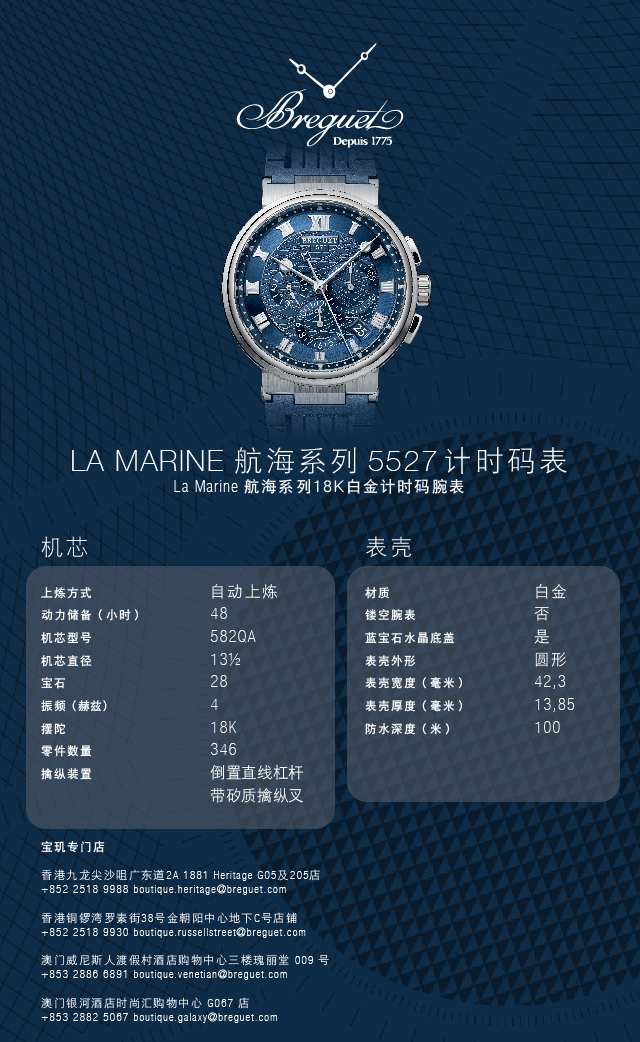 Breguet
Depuis 1775
XII
BREGUET
LA MARINE 航海系列 5527计时码表
La Marine 航海系列18K白金计时码腕表
机芯
上炼方式 自动上炼
动力储备（小时） 48
机芯型号 582QA
机芯直径 13½
宝石 28
振频（赫兹） 4
摆陀 18K
零件数量 346
擒纵装置 倒置直线杠杆
带矽质擒纵叉
表壳
材质 白金
镂空腕表 否
蓝宝石水晶底盖 是
表壳外形 圆形
表壳宽度（毫米） 42,3
表壳厚度（毫米） 13,85
防水深度（米） 100
宝玑专门店
香港九龙尖沙咀广东道2A 1881 Heritage G05及205店
+852 2518 9988 boutique.heritage@breguet.com
香港铜锣湾罗素街38号金朝阳中心地下C号店铺
+852 2518 9930 boutique.russellstreet@breguet.com
澳门威尼斯人渡假村酒店购物中心三楼瑰丽堂 009 号
+853 2886 6891 boutique.venetian@breguet.com
澳门银河酒店时尚汇购物中心 G067 店
+853 2882 5067 boutique.galaxy@breguet.com